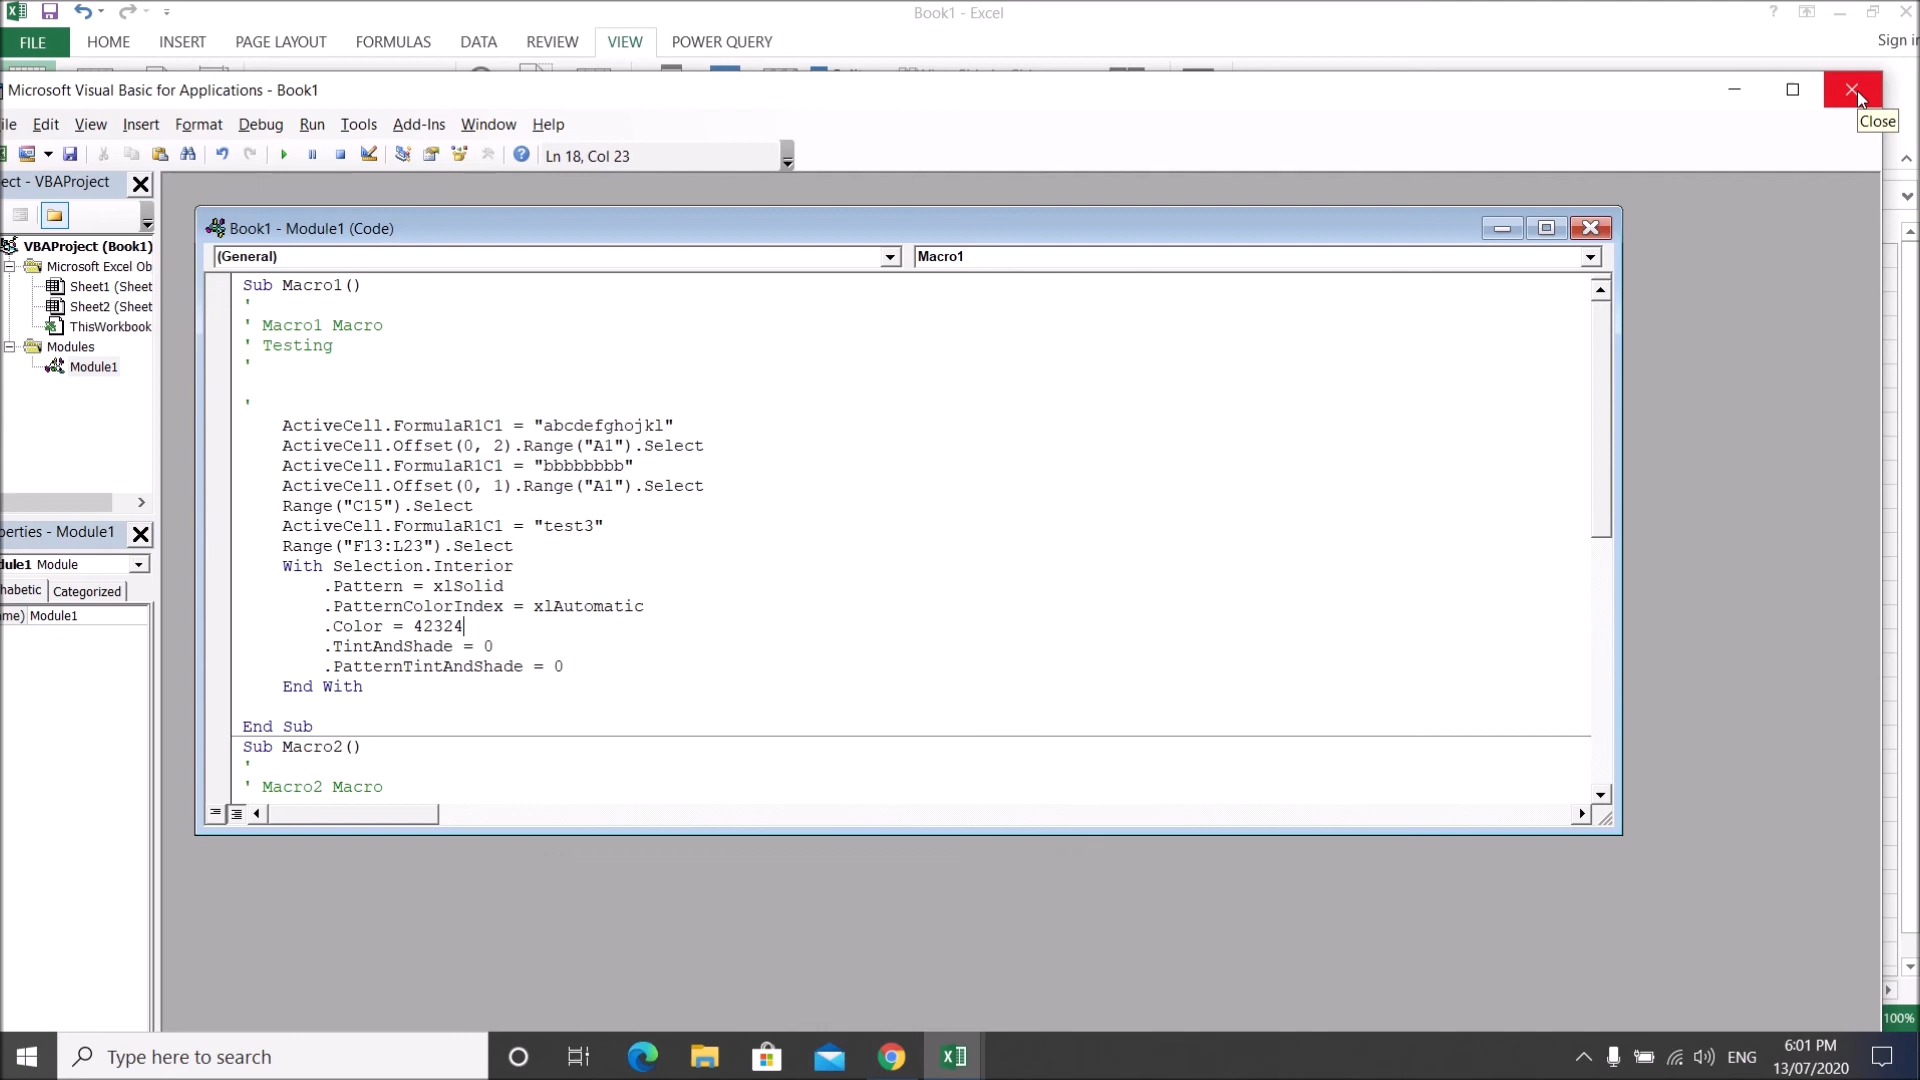 Book1 - Excel
FILE HOME INSERT PAGE LAYOUT FORMULAS DATA REVIEW VIEW POWER QUERY
Sign in
Microsoft Visual Basic for Applications - Book1
Close
ile Edit View Insert Format Debug Run Tools Add-Ins Window Help
Ln 18, Col 23
ect - VBAProject
VBAProject (Book1)
Microsoft Excel Ob
Sheet1 (Sheet
Sheet2 (Sheet
ThisWorkbook
Modules
Module1
erties - Module1
dule1 Module
habetic Categorized
me) Module1
Book1 - Module1 (Code)
(General) Macro1
Sub Macro1()
'
' Macro1 Macro
' Testing
'
'
ActiveCell.FormulaR1C1 = "abcdefghojkl"
ActiveCell.Offset(0, 2).Range("A1").Select
ActiveCell.FormulaR1C1 = "bbbbbbbb"
ActiveCell.Offset(0, 1).Range("A1").Select
Range("C15").Select
ActiveCell.FormulaR1C1 = "test3"
Range("F13:L23").Select
With Selection.Interior
.Pattern = xlSolid
.PatternColorIndex = xlAutomatic
.Color = 42324
.TintAndShade = 0
.PatternTintAndShade = 0
End With
End Sub
Sub Macro2()
'
' Macro2 Macro
100%
Type here to search
ENG
6:01 PM
13/07/2020